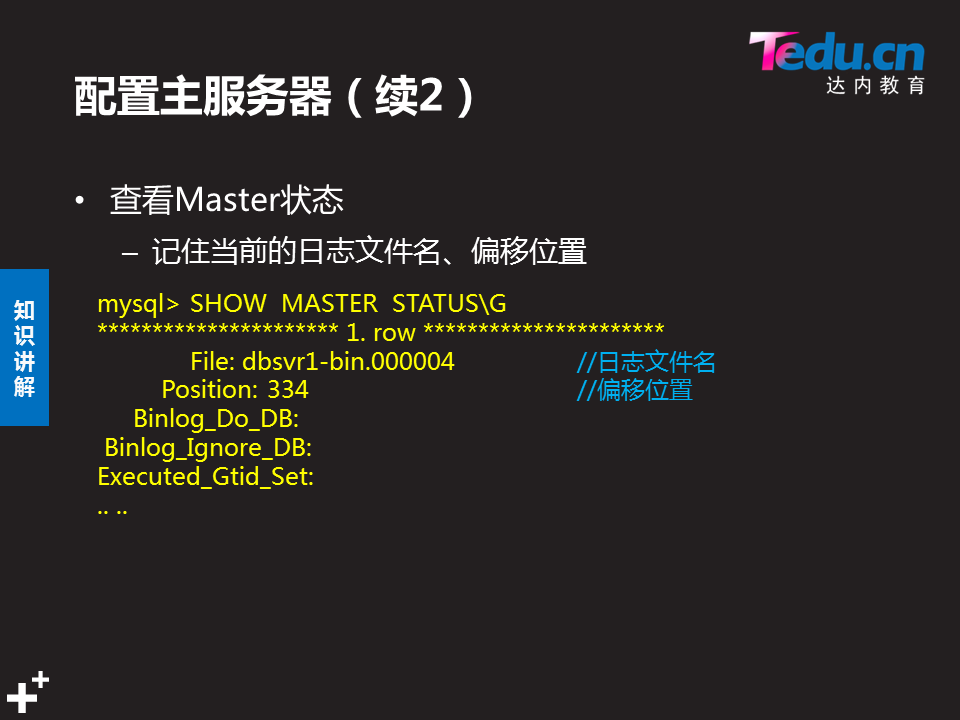 Tedu.cn
达内教育
配置主服务器（续2）
• 查看Master状态
– 记住当前的日志文件名、偏移位置
知识讲解
mysql> SHOW MASTER STATUS\G
********************** 1. row **********************
File: dbsvr1-bin.000004 //日志文件名
Position: 334 //偏移位置
Binlog_Do_DB:
Binlog_Ignore_DB:
Executed_Gtid_Set:
.. ..